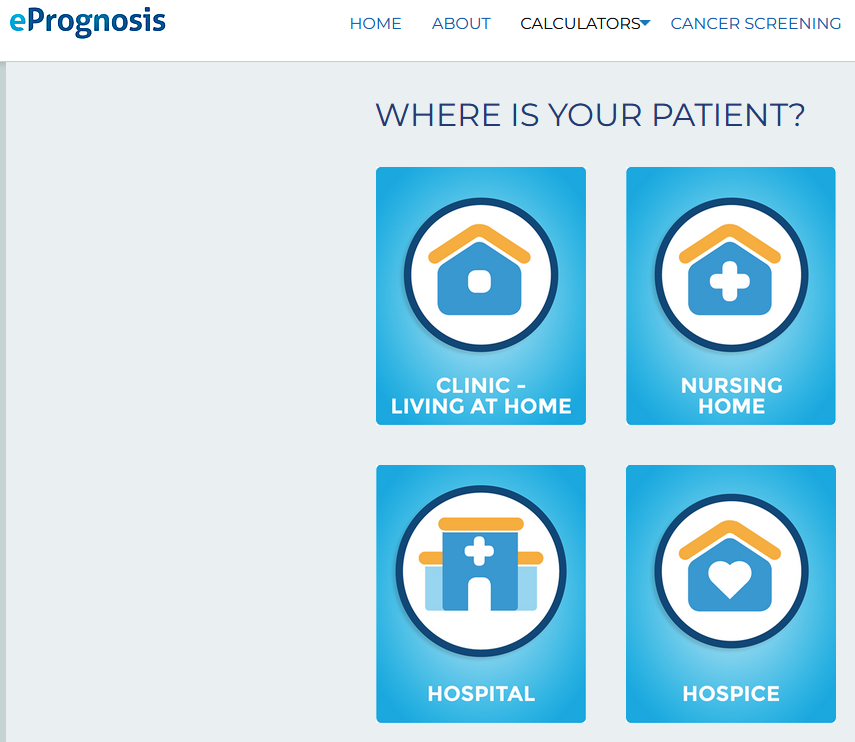 ePrognosis
HOME ABOUT CALCULATORS CANCER SCREENING
WHERE IS YOUR PATIENT?
CLINIC -
LIVING AT HOME
NURSING
HOME
HOSPITAL
HOSPICE